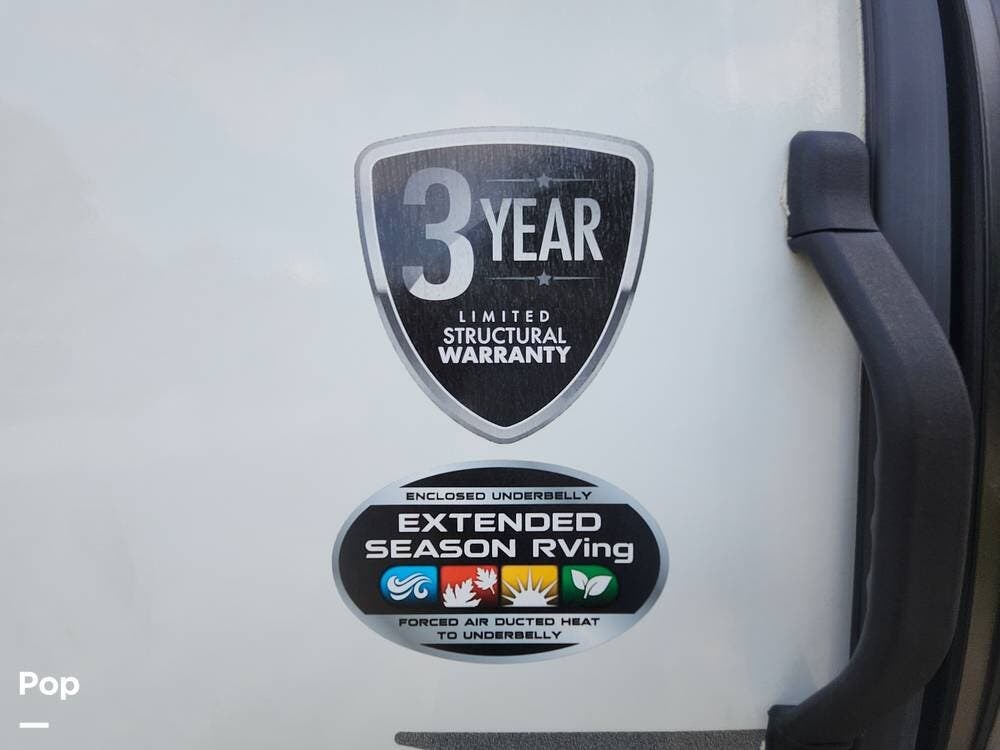 3 YEAR
LIMITED
STRUCTURAL
WARRANTY
ENCLOSED UNDERBELLY
EXTENDED
SEASON RVing
FORCED AIR DUCTED HEAT
TO UNDERBELLY
Pop